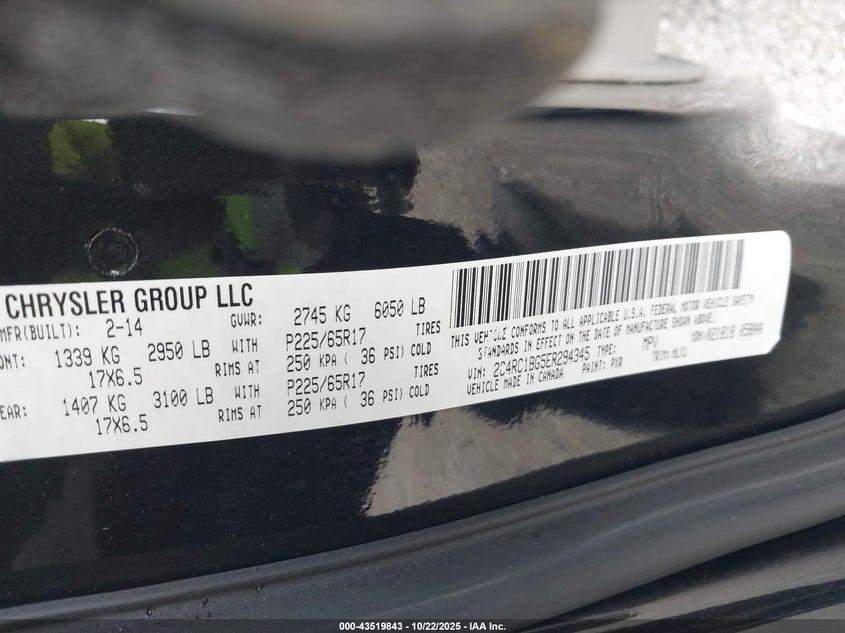 CHRYSLER GROUP LLC
MFR(BUILT): 2-14 GVWR: 2745 KG 6050 LB
ONT: 1339 KG 2950 LB WITH P225/65R17 TIRES
17X6.5 RIMS AT 250 KPA ( 36 PSI) COLD
EAR: 1407 KG 3100 LB WITH P225/65R17 TIRES
17X6.5 RIMS AT 250 KPA ( 36 PSI) COLD
THIS VEHICLE CONFORMS TO ALL APPLICABLE U.S.A. FEDERAL MOTOR VEHICLE SAFETY
STANDARDS IN EFFECT ON THE DATE OF MANUFACTURE SHOWN ABOVE.
VIN: 2C4RC1BG5ER294345 TYPE: MPV MDH: 021818 050AA
VEHICLE MADE IN CANADA PAINT: PXR TRIM:
000-43519843 - 10/22/2025 - IAA Inc.